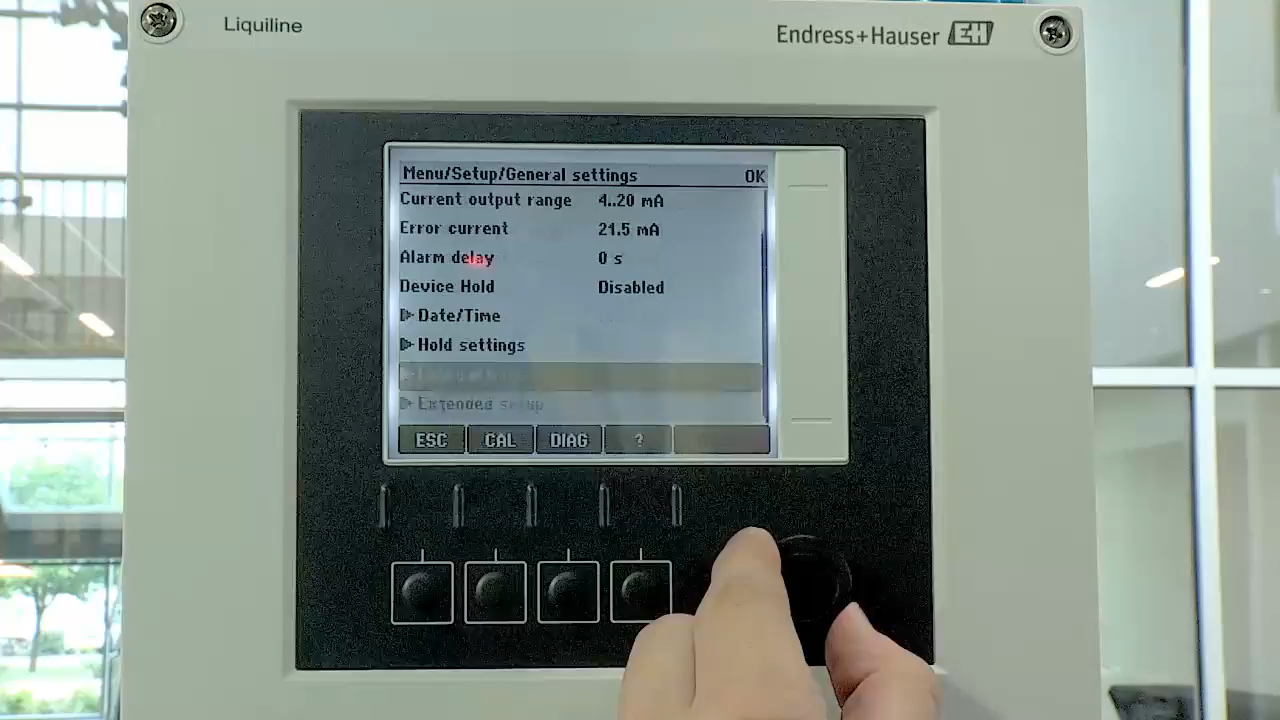 Liquiline
Endress+Hauser EH
Menu/Setup/General settings OK
Current output range 4..20 mA
Error current 21.5 mA
Alarm delay 0 s
Device Hold Disabled
Date/Time
Hold settings
Extended setup
ESC CAL DIAG ?